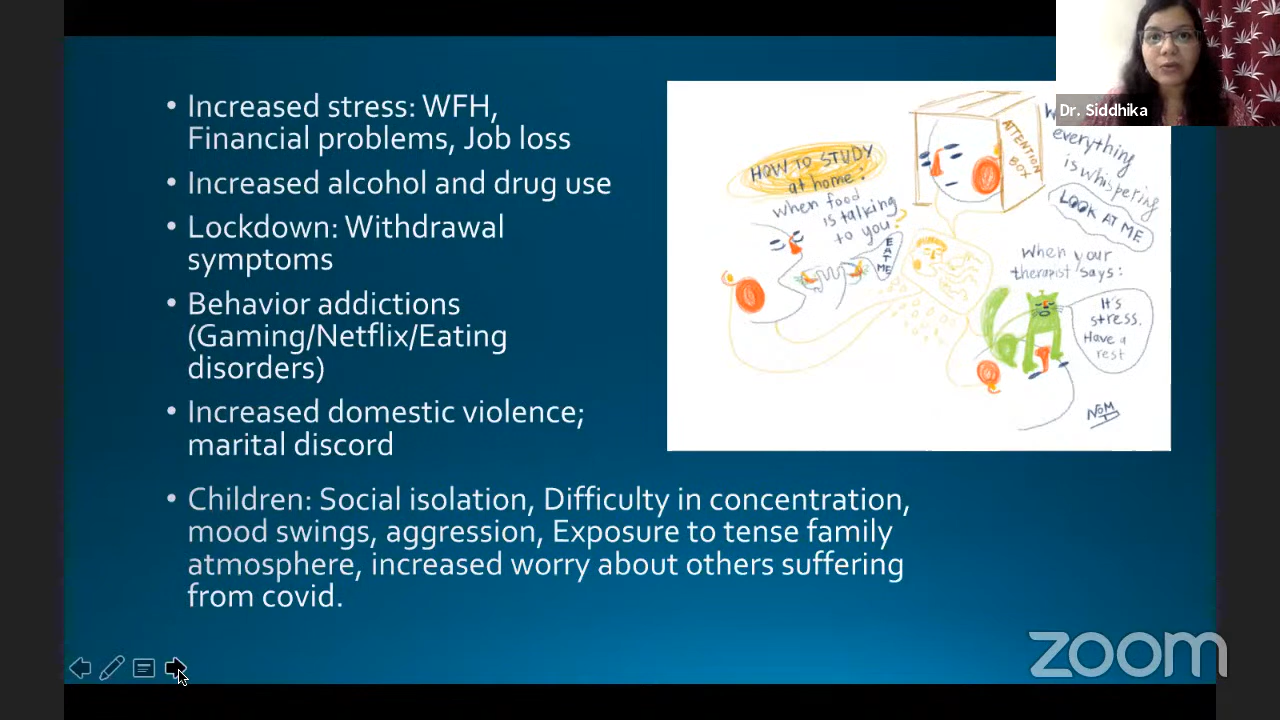 • Increased stress: WFH,
Financial problems, Job loss
• Increased alcohol and drug use
• Lockdown: Withdrawal
symptoms
• Behavior addictions
(Gaming/Netflix/Eating
disorders)
• Increased domestic violence;
marital discord
• Children: Social isolation, Difficulty in concentration,
mood swings, aggression, Exposure to tense family
atmosphere, increased worry about others suffering
from covid.
HOW TO STUDY
at home:
when food
is talking
to you?
EAT
ME
ATTENTION
BOX
everything
is whispering
LOOK AT ME
when your
therapist says:
It's
stress.
Have a
rest
NOM
Dr. Siddhika
zoom